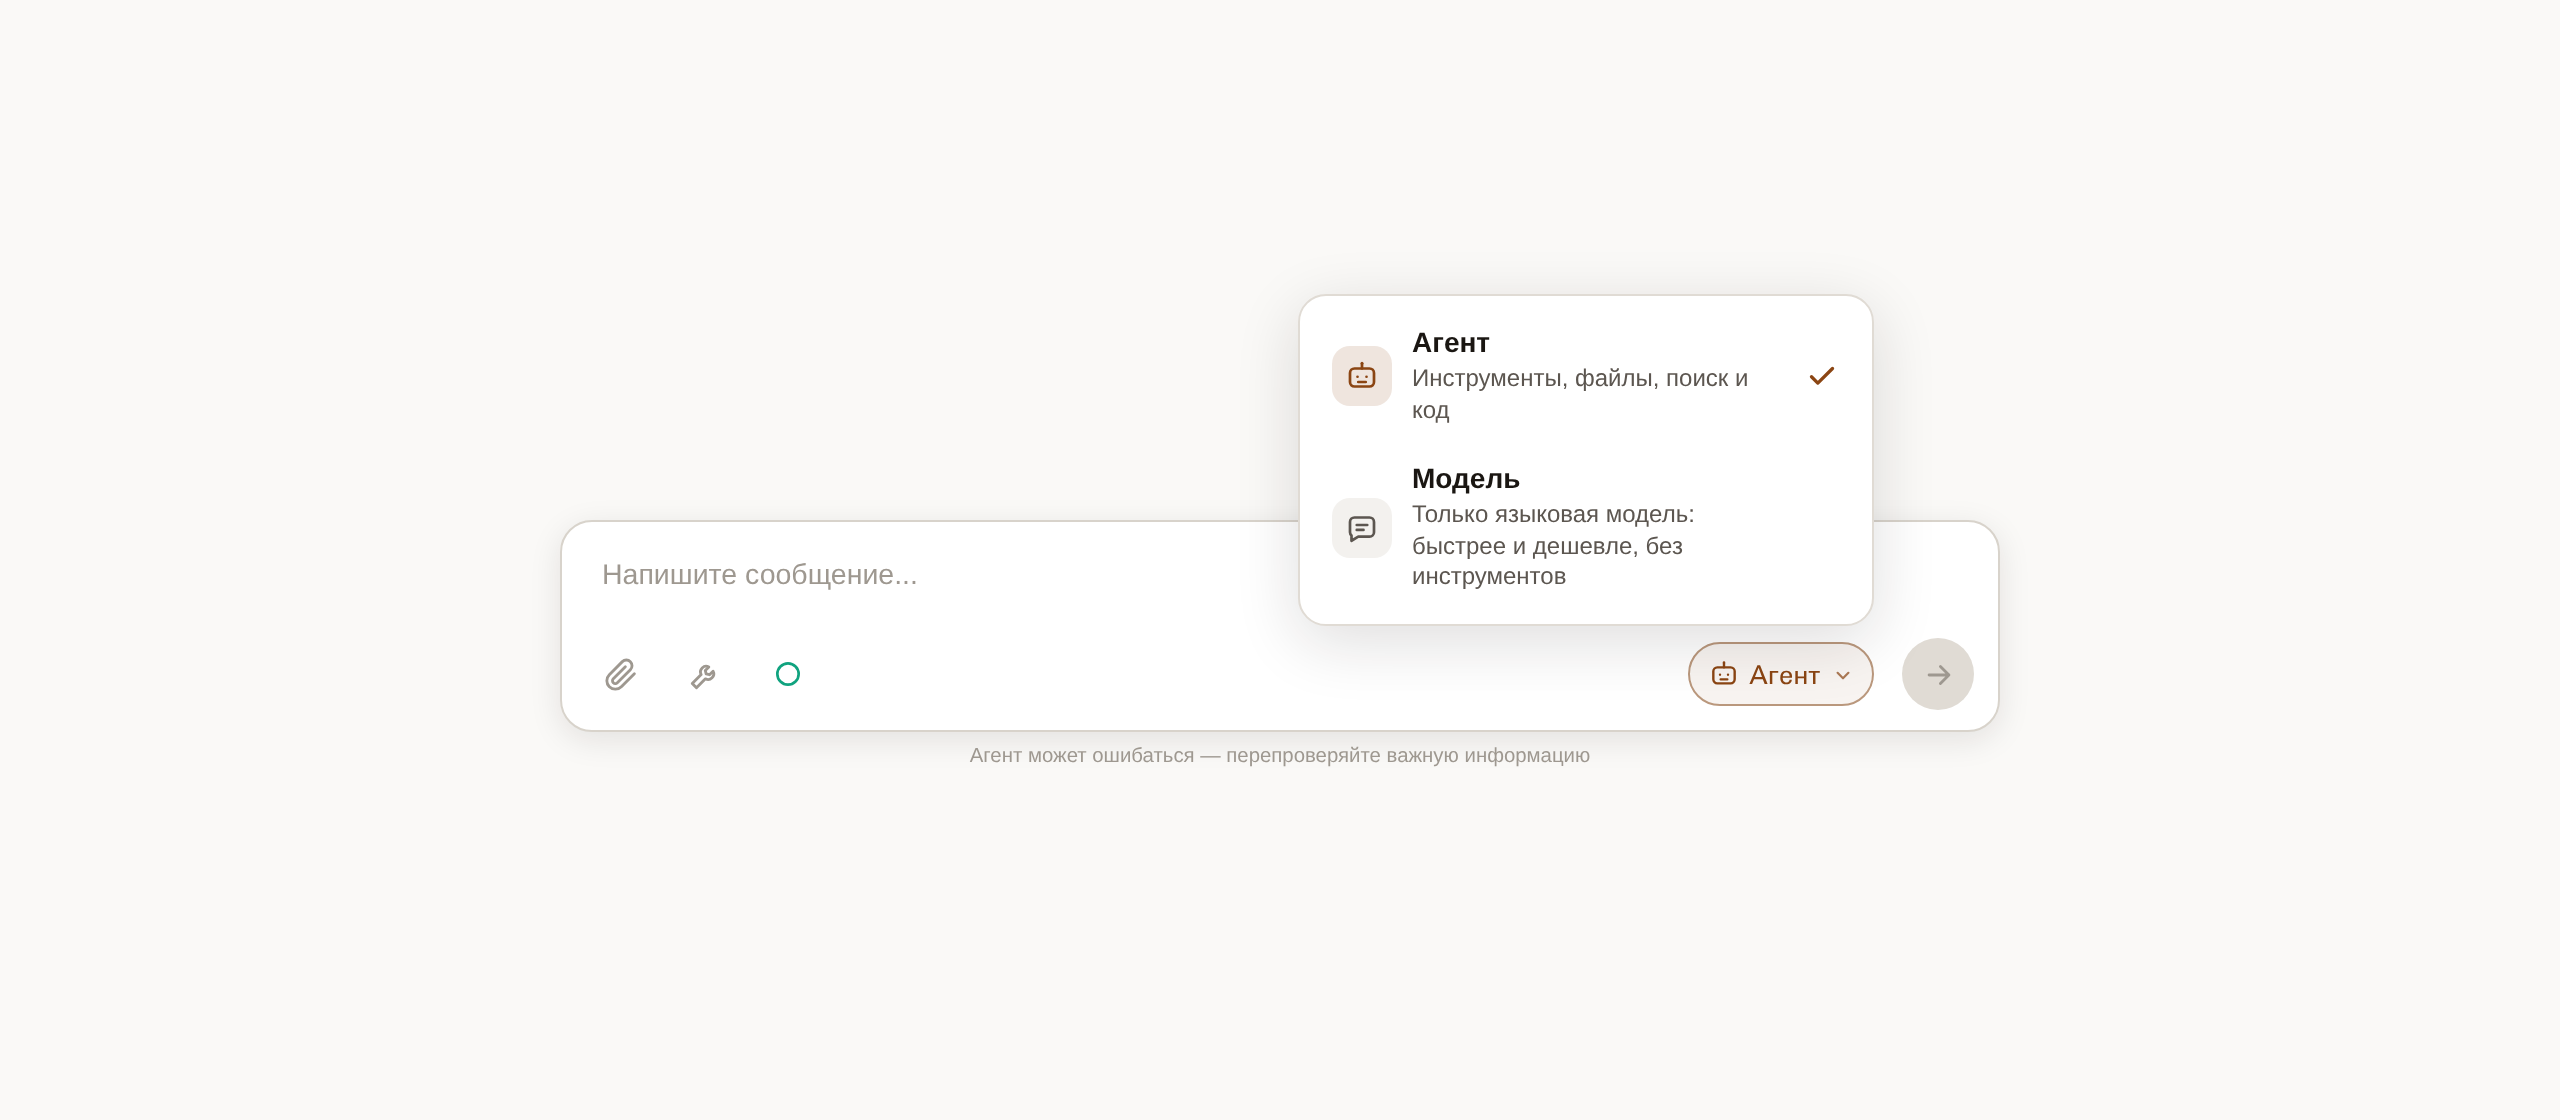 Агент
Инструменты, файлы, поиск и
код
Модель
Только языковая модель:
быстрее и дешевле, без
инструментов
Напишите сообщение...
Агент
Агент может ошибаться — перепроверяйте важную информацию